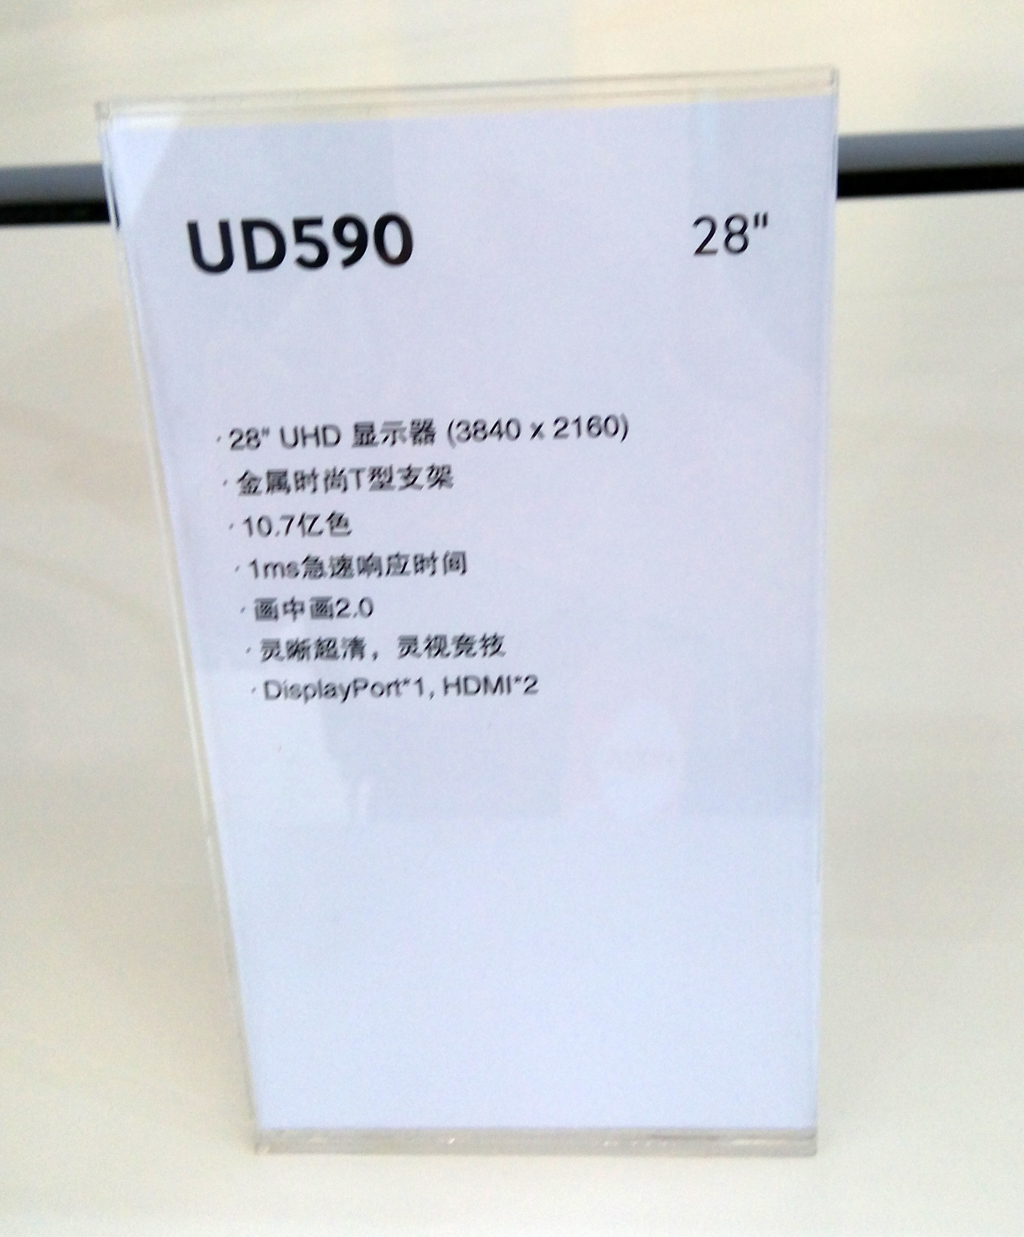 UD590 28"
· 28" UHD 显示器 (3840 x 2160)
· 金属时尚T型支架
· 10.7亿色
· 1ms急速响应时间
· 画中画2.0
· 灵晰超清，灵视竞技
· DisplayPort*1, HDMI*2